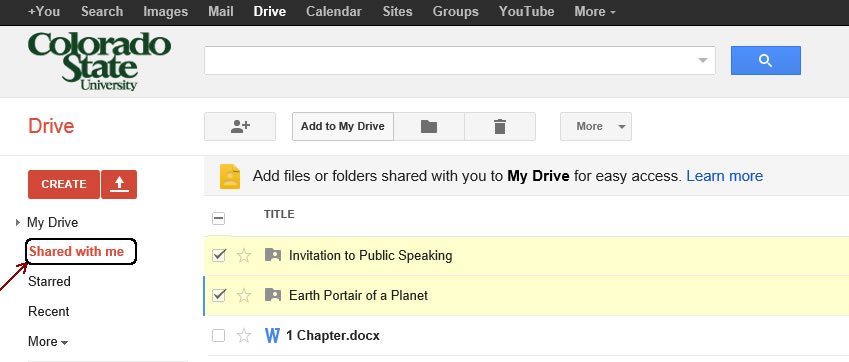 +You Search Images Mail Drive Calendar Sites Groups YouTube More
Colorado
State
University
Drive
Add to My Drive
More
CREATE
Add files or folders shared with you to My Drive for easy access. Learn more
My Drive
TITLE
Shared with me
Invitation to Public Speaking
Starred
Earth Portair of a Planet
Recent
W 1 Chapter.docx
More